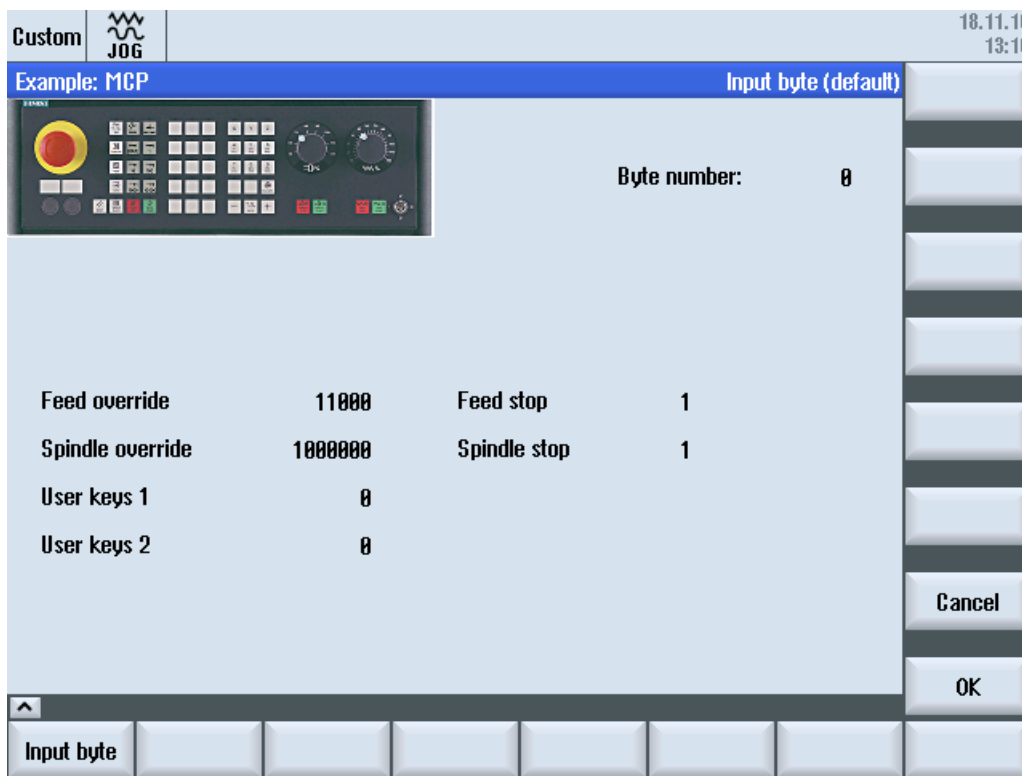 Custom
JOG
18.11.1
13:1
Example: MCP
Input byte (default)
Byte number: 0
Feed override 11000 Feed stop 1
Spindle override 1000000 Spindle stop 1
User keys 1 0
User keys 2 0
Cancel
OK
Input byte